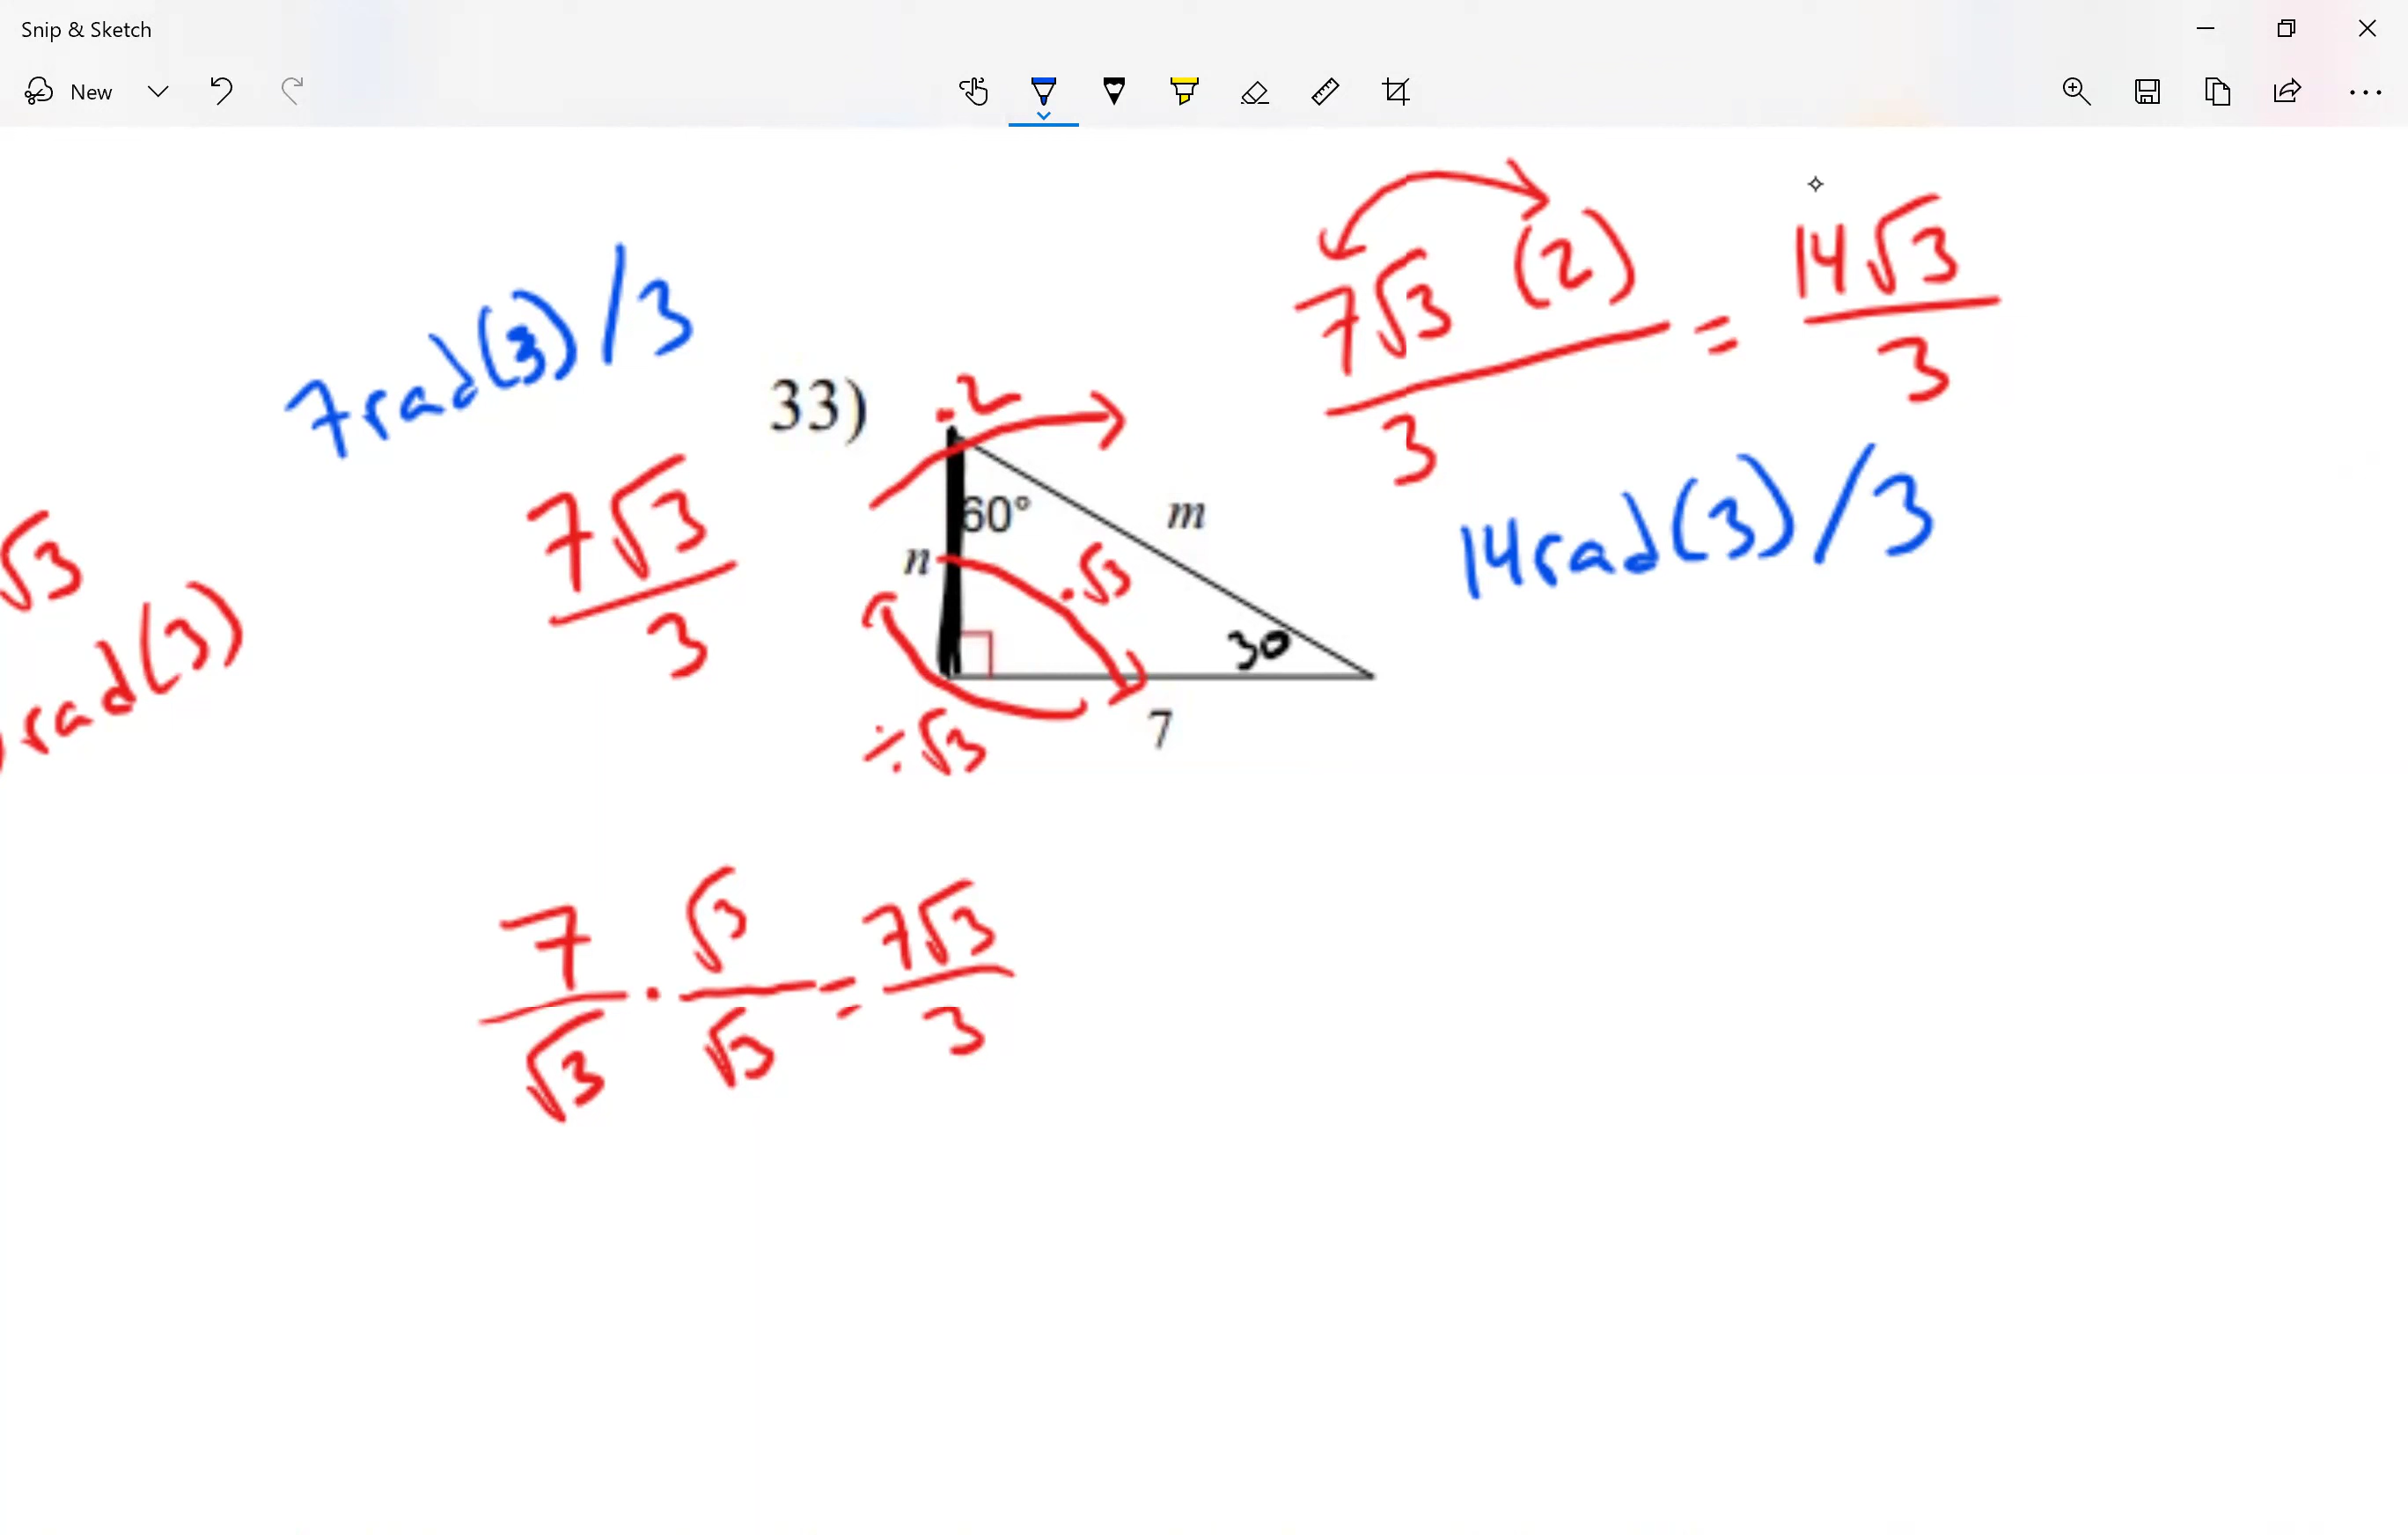 Snip & Sketch
New
7rad(3)/3
7√3 (2) / 3 = 14√3 / 3
33)
·2
60°
m
n
·√3
30
7
÷√3
7√3 / 3
14rad(3)/3
√3
rad(3)
7/√3 · √3/√3 = 7√3/3